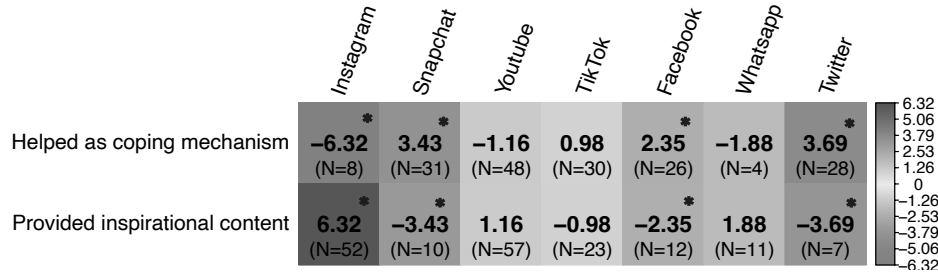 Instagram Snapchat Youtube TikTok Facebook Whatsapp Twitter
Helped as coping mechanism −6.32* 3.43* −1.16 0.98 2.35* −1.88 3.69*
(N=8) (N=31) (N=48) (N=30) (N=26) (N=4) (N=28)
Provided inspirational content 6.32* −3.43* 1.16 −0.98 −2.35* 1.88 −3.69*
(N=52) (N=10) (N=57) (N=23) (N=12) (N=11) (N=7)
6.32
5.06
3.79
2.53
1.26
0
−1.26
−2.53
−3.79
−5.06
−6.32